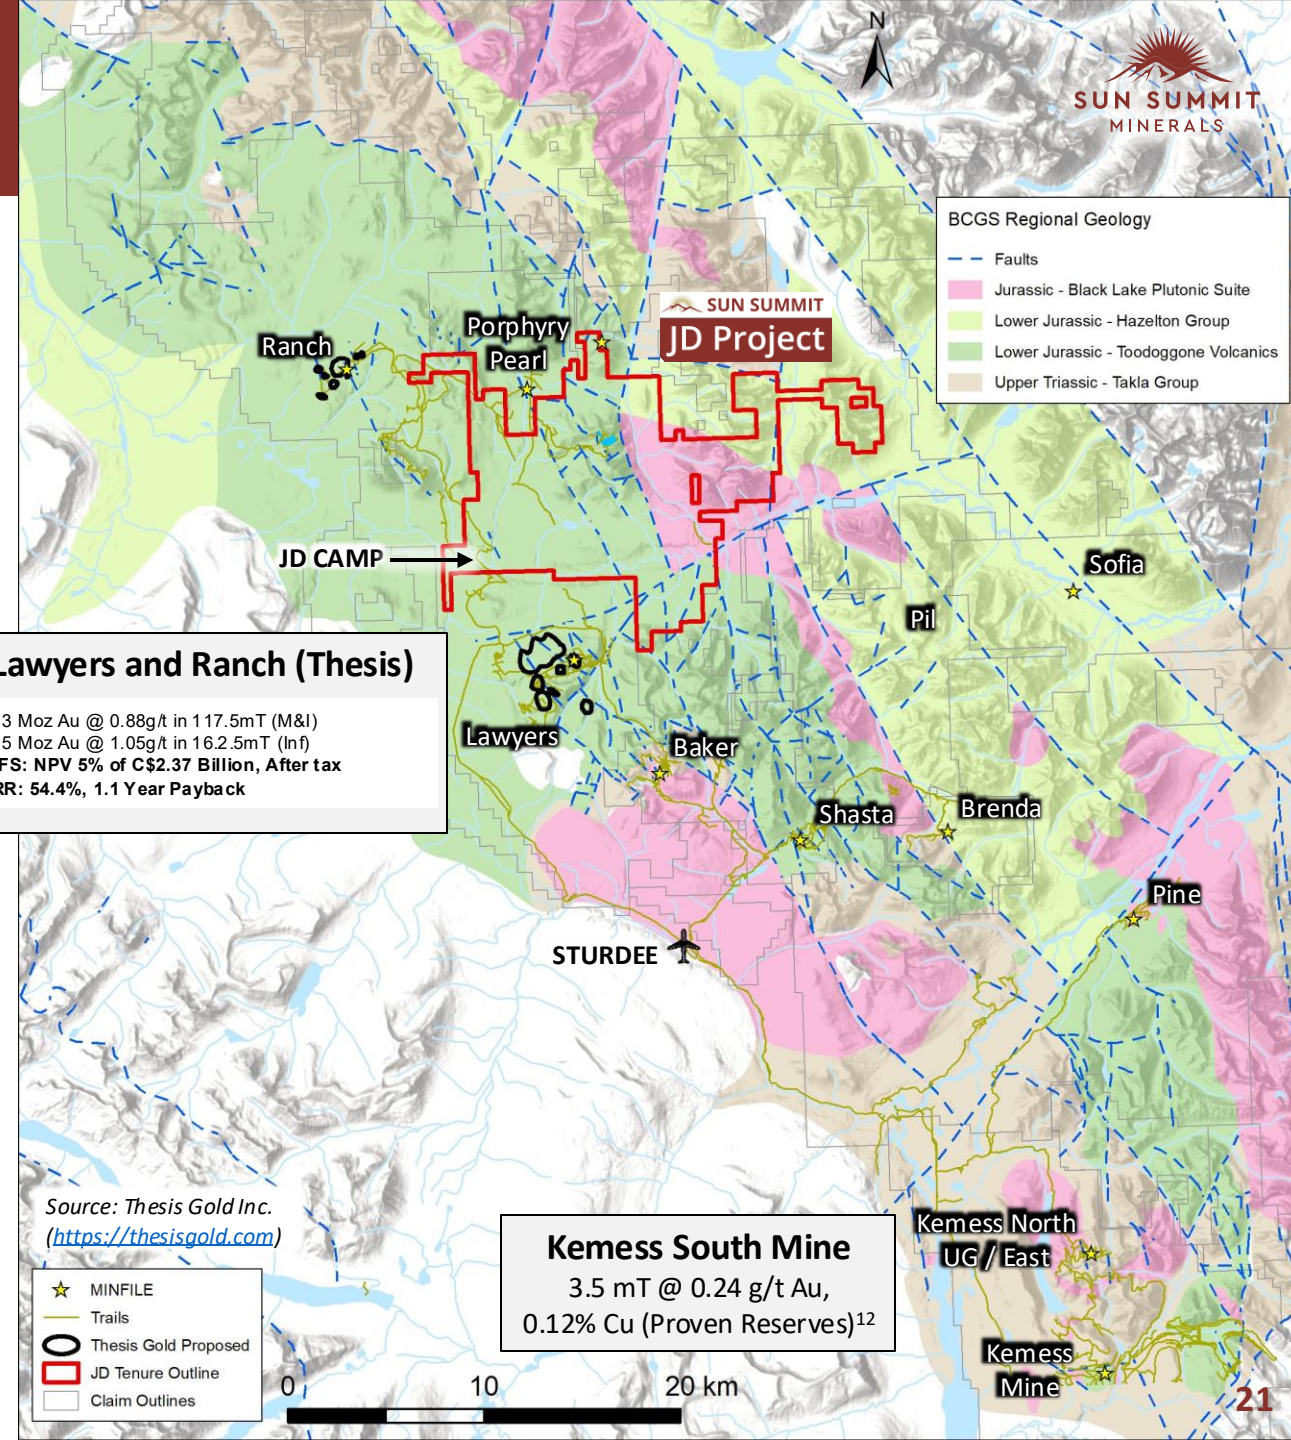 N
SUN SUMMIT
MINERALS
BCGS Regional Geology
Faults
Jurassic - Black Lake Plutonic Suite
Lower Jurassic - Hazelton Group
Lower Jurassic - Toodoggone Volcanics
Upper Triassic - Takla Group
SUN SUMMIT
JD Project
Porphyry
Pearl
Ranch
JD CAMP
Sofia
Pil
Lawyers and Ranch (Thesis)
3 Moz Au @ 0.88g/t in 117.5mT (M&I)
5 Moz Au @ 1.05g/t in 16.2.5mT (Inf)
FS: NPV 5% of C$2.37 Billion, After tax
RR: 54.4%, 1.1 Year Payback
Lawyers
Baker
Shasta
Brenda
Pine
STURDEE
Source: Thesis Gold Inc.
(https://thesisgold.com)
Kemess South Mine
3.5 mT @ 0.24 g/t Au,
0.12% Cu (Proven Reserves)12
Kemess North
UG / East
Kemess
Mine
MINFILE
Trails
Thesis Gold Proposed
JD Tenure Outline
Claim Outlines
0 10 20 km
21